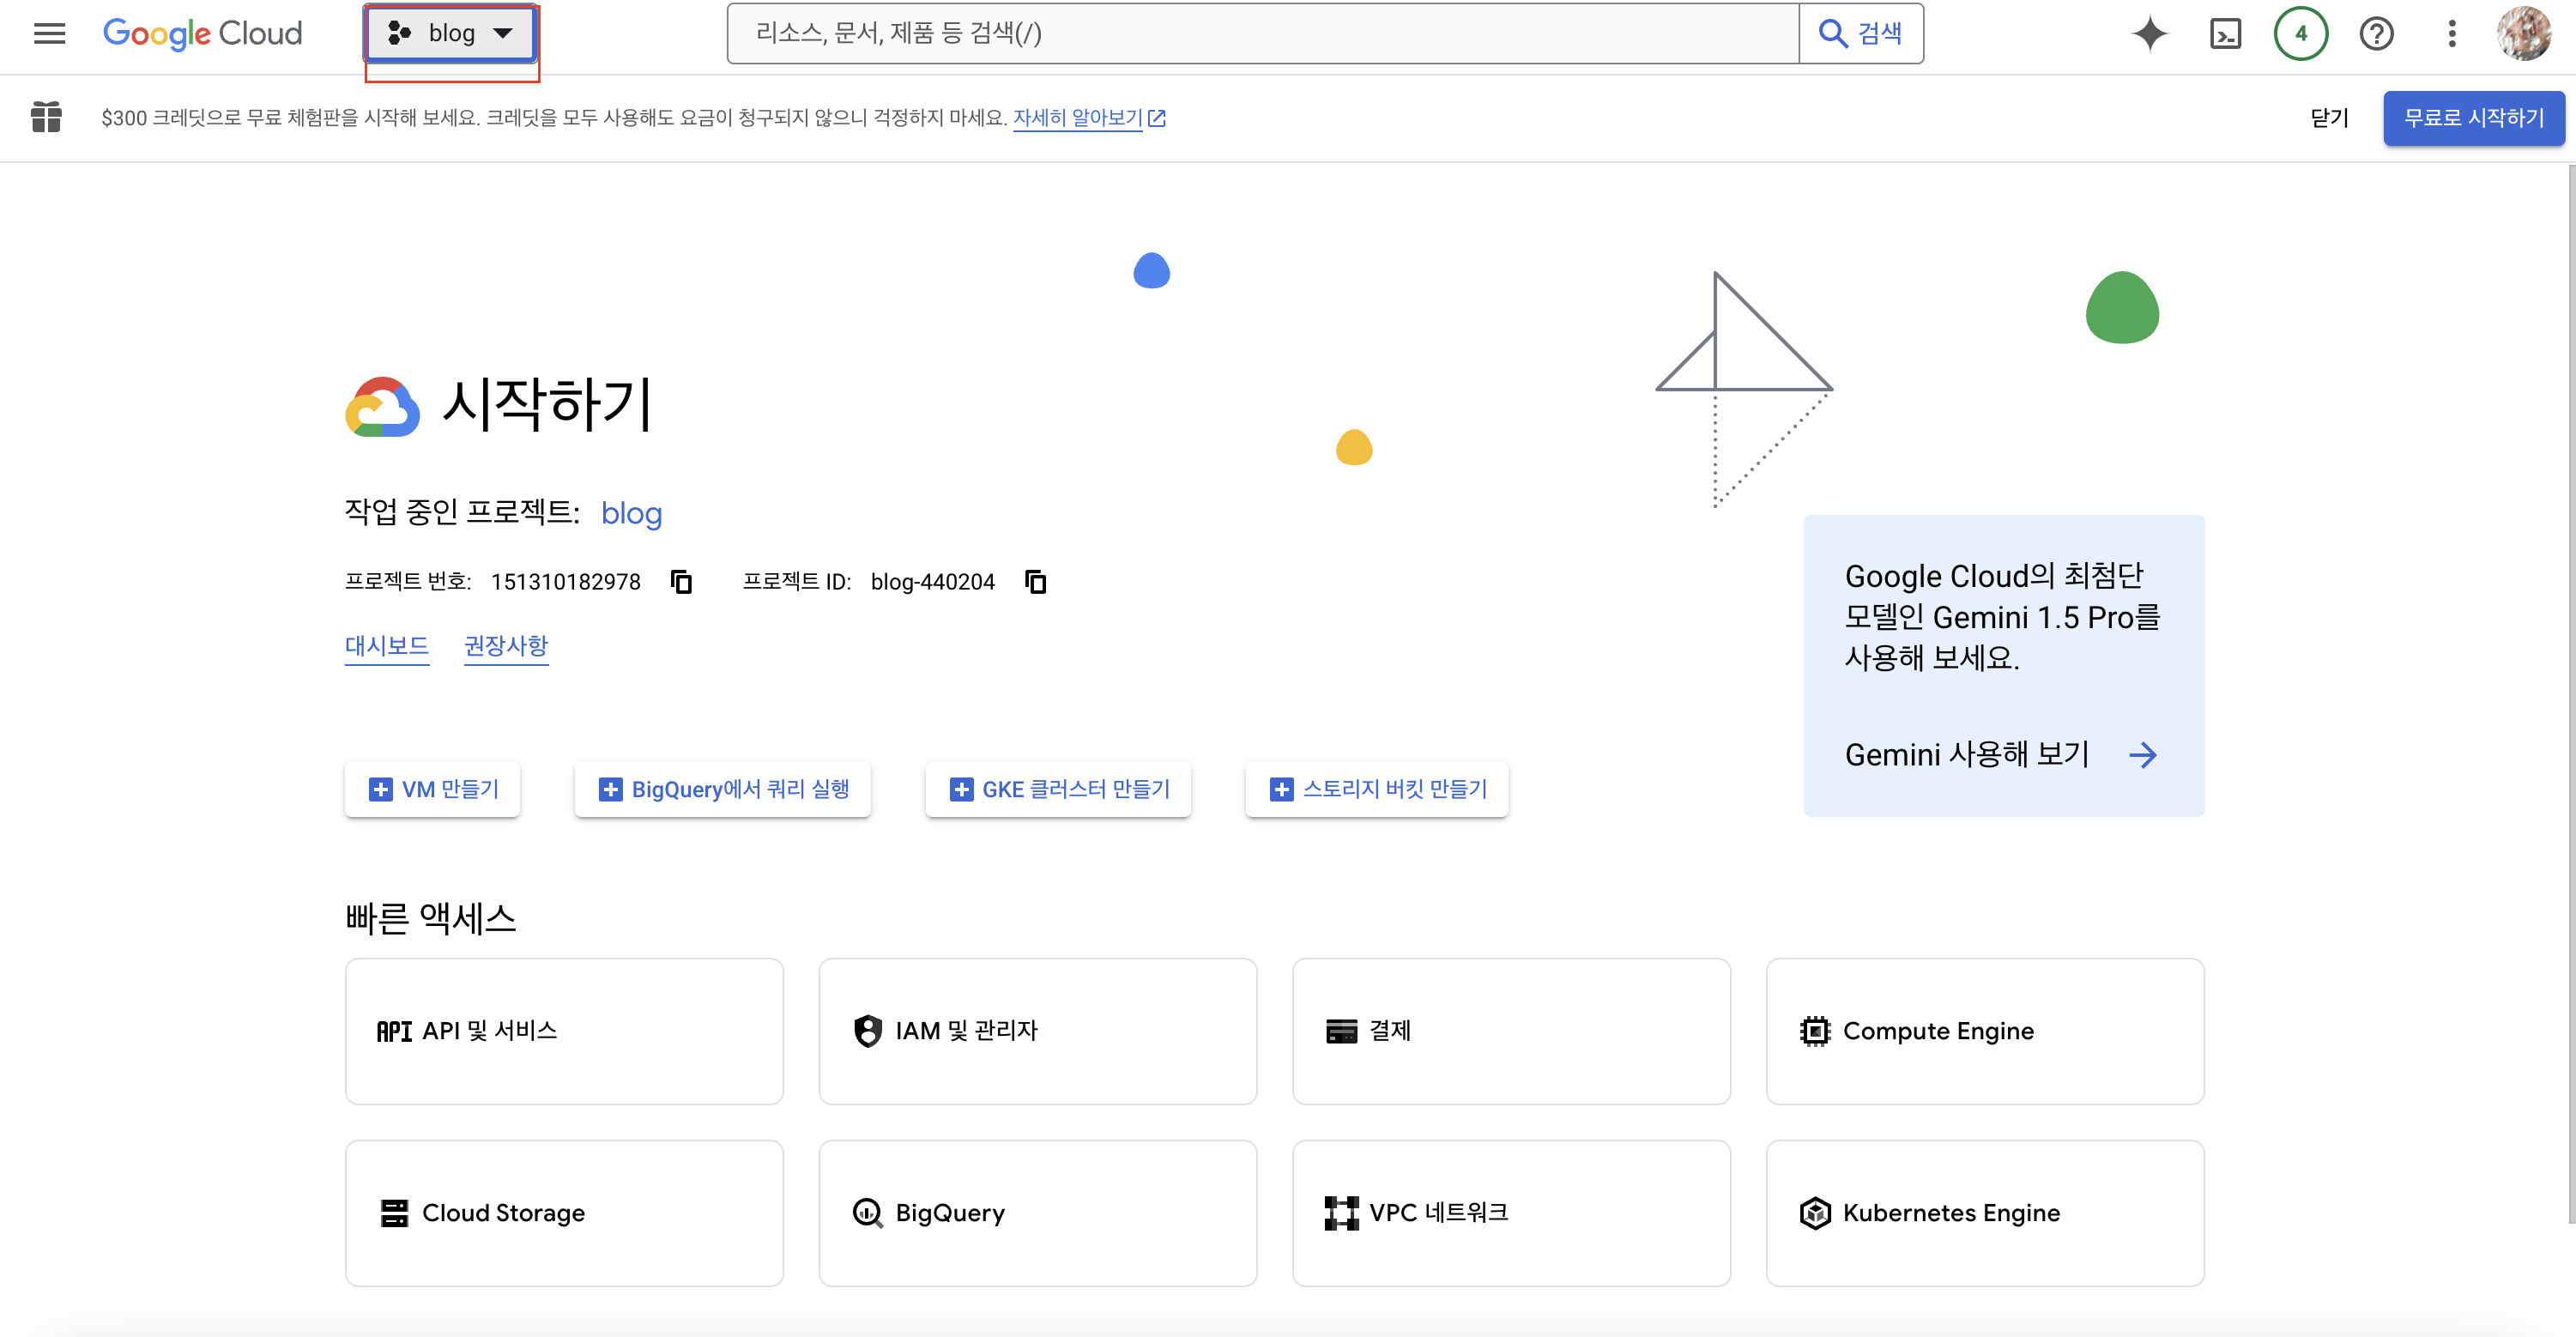 Google Cloud
blog
리소스, 문서, 제품 등 검색(/)
검색
4
$300 크레딧으로 무료 체험판을 시작해 보세요. 크레딧을 모두 사용해도 요금이 청구되지 않으니 걱정하지 마세요. 자세히 알아보기
닫기
무료로 시작하기
시작하기
작업 중인 프로젝트: blog
프로젝트 번호: 151310182978
프로젝트 ID: blog-440204
대시보드
권장사항
Google Cloud의 최첨단
모델인 Gemini 1.5 Pro를
사용해 보세요.
Gemini 사용해 보기
VM 만들기
BigQuery에서 쿼리 실행
GKE 클러스터 만들기
스토리지 버킷 만들기
빠른 액세스
API API 및 서비스
IAM 및 관리자
결제
Compute Engine
Cloud Storage
BigQuery
VPC 네트워크
Kubernetes Engine